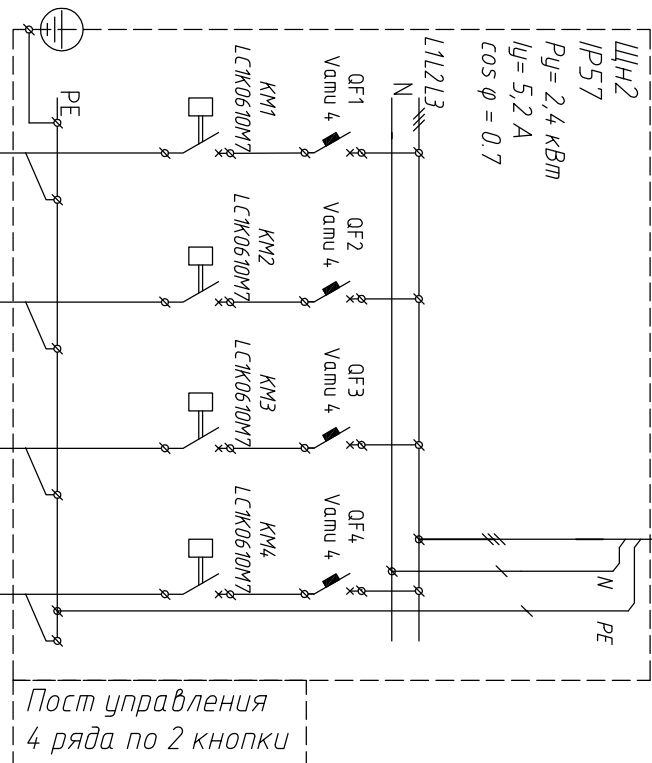 ЩН2
IP57
Ру= 2,4 кВт
Iу= 5,2 А
cos φ = 0.7
L1L2L3
N
QF1
Vamu 4
QF2
Vamu 4
QF3
Vamu 4
QF4
Vamu 4
KM1
LC1K0610M7
KM2
LC1K0610M7
KM3
LC1K0610M7
KM4
LC1K0610M7
N
PE
PE
Пост управления
4 ряда по 2 кнопки